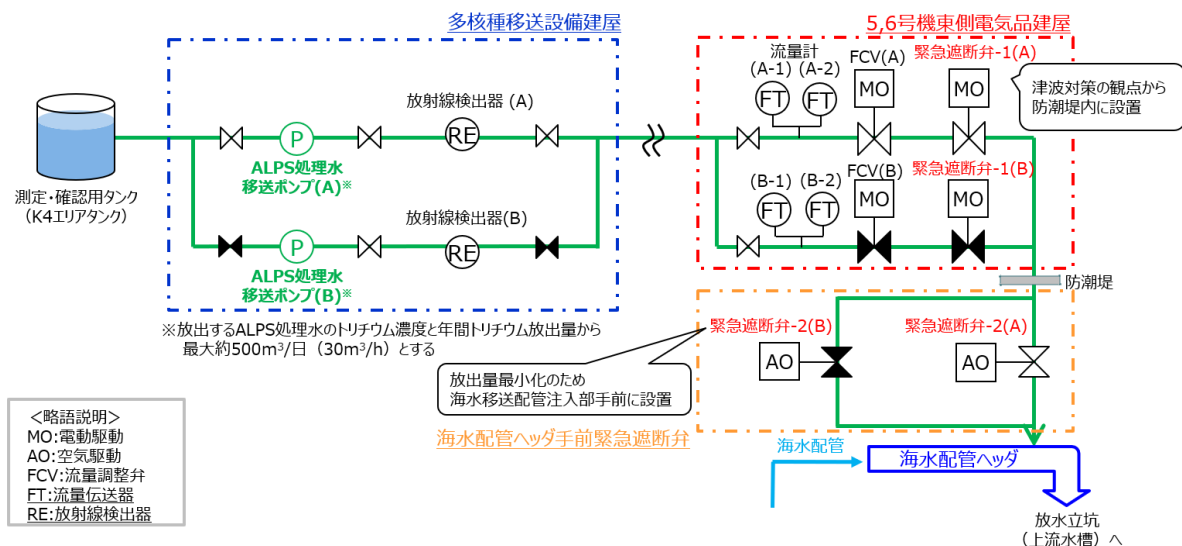 多核種移送設備建屋
5,6号機東側電気品建屋
流量計
(A-1) (A-2)
FT FT
FCV(A)
MO
緊急遮断弁-1(A)
MO
津波対策の観点から
防潮堤内に設置
放射線検出器 (A)
P
RE
ALPS処理水
移送ポンプ(A)※
測定・確認用タンク
(K4エリアタンク)
(B-1) (B-2)
FT FT
FCV(B)
MO
緊急遮断弁-1(B)
MO
放射線検出器(B)
P
RE
ALPS処理水
移送ポンプ(B)※
防潮堤
※放出するALPS処理水のトリチウム濃度と年間トリチウム放出量から
最大約500m³/日（30m³/h）とする
緊急遮断弁-2(B)
緊急遮断弁-2(A)
AO
AO
放出量最小化のため
海水移送配管注入部手前に設置
海水配管ヘッダ手前緊急遮断弁
<略語説明>
MO:電動駆動
AO:空気駆動
FCV:流量調整弁
FT:流量伝送器
RE:放射線検出器
海水配管
海水配管ヘッダ
放水立坑
（上流水槽）へ